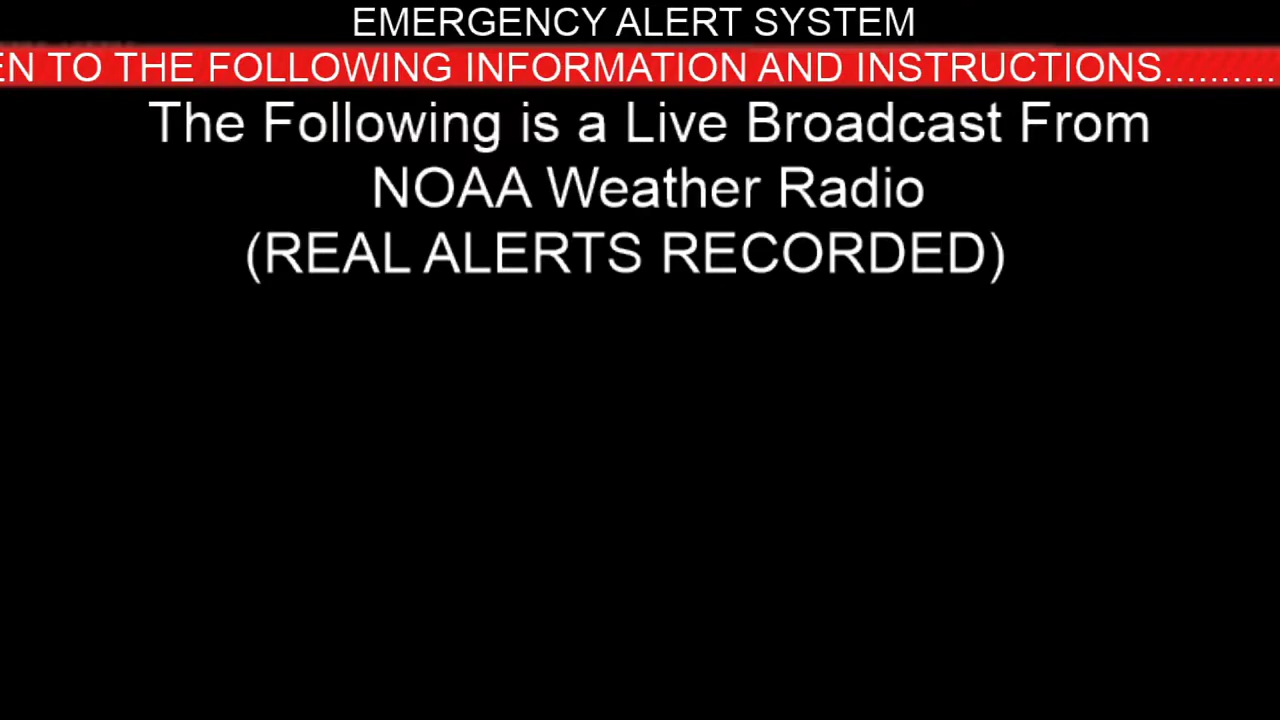 EMERGENCY ALERT SYSTEM
EN TO THE FOLLOWING INFORMATION AND INSTRUCTIONS..........
The Following is a Live Broadcast From
NOAA Weather Radio
(REAL ALERTS RECORDED)